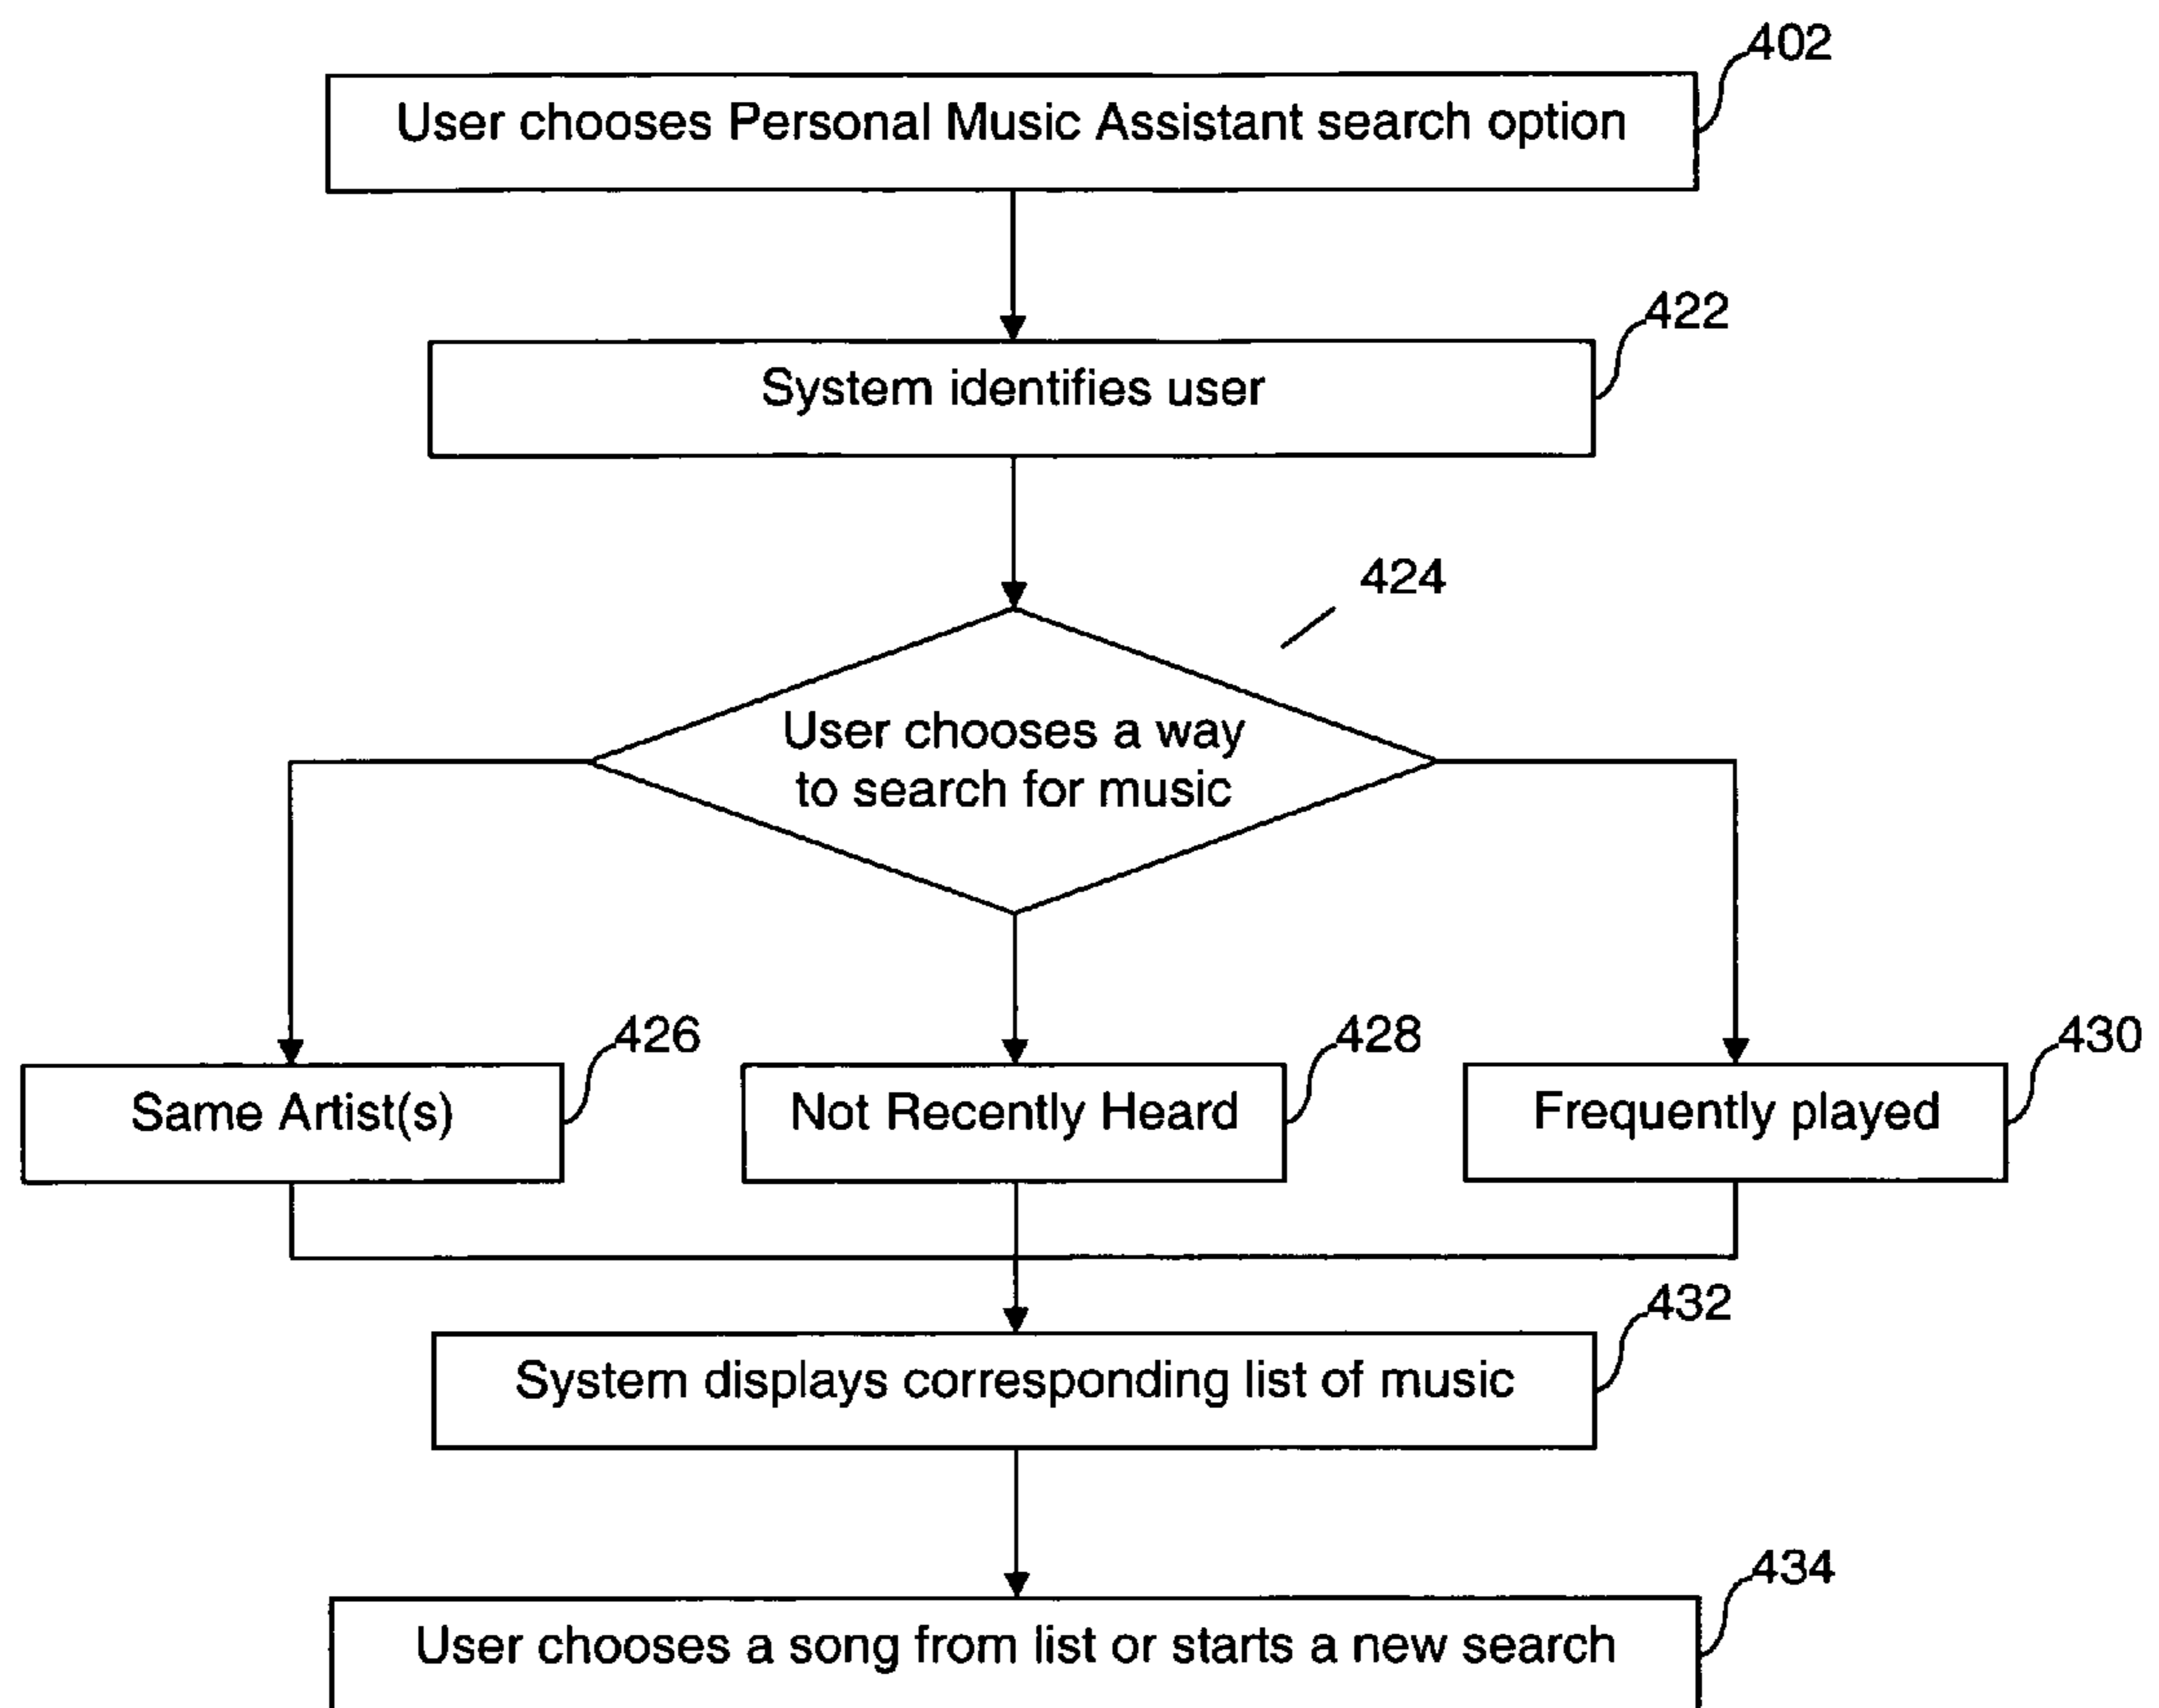 402
User chooses Personal Music Assistant search option
422
System identifies user
424
User chooses a way
to search for music
426
428
430
Same Artist(s)
Not Recently Heard
Frequently played
432
System displays corresponding list of music
434
User chooses a song from list or starts a new search